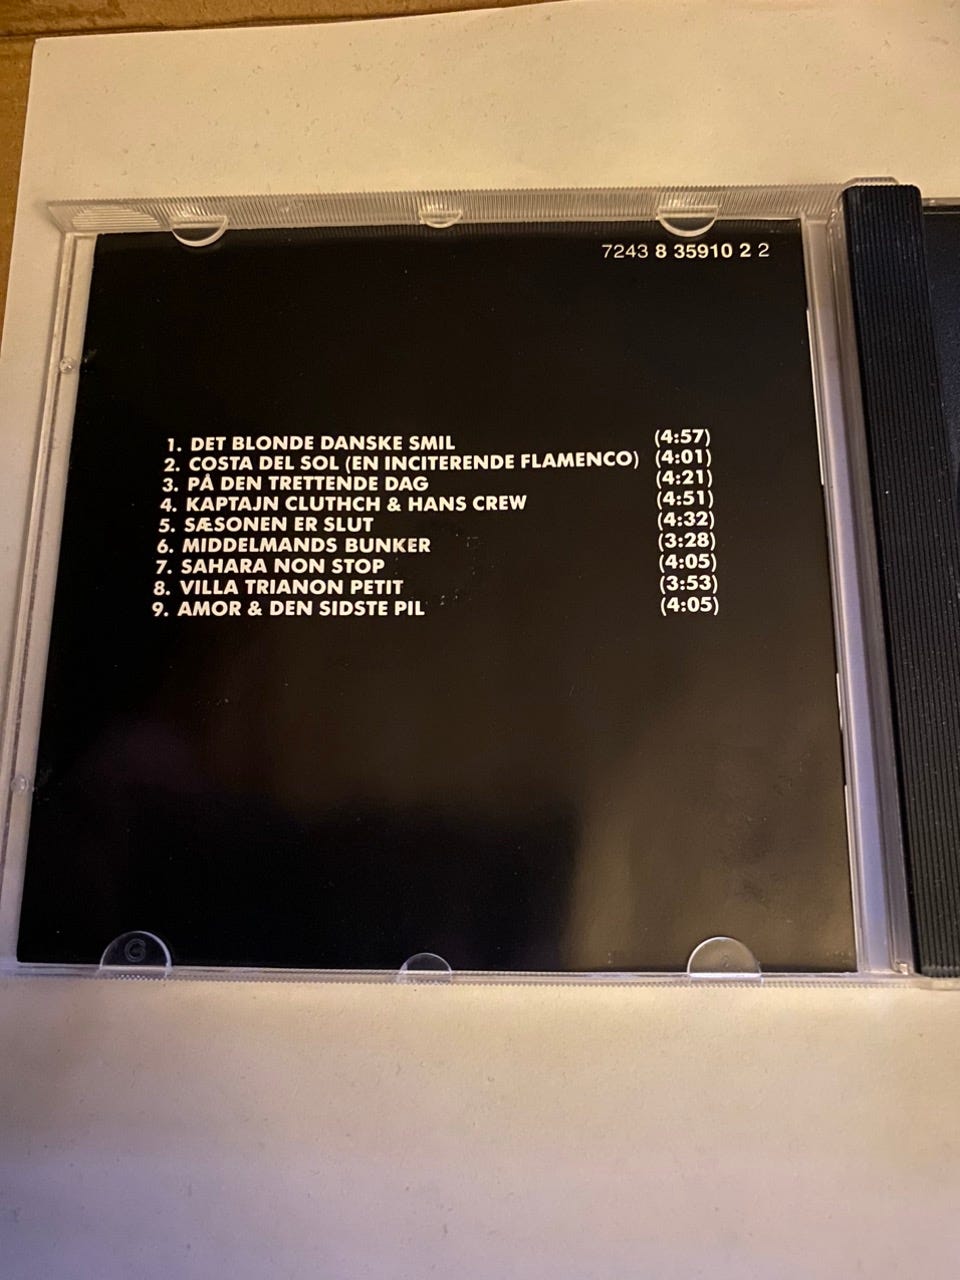 7243 8 35910 2 2
1. DET BLONDE DANSKE SMIL (4:57)
2. COSTA DEL SOL (EN INCITERENDE FLAMENCO) (4:01)
3. PÅ DEN TRETTENDE DAG (4:21)
4. KAPTAJN CLUTHCH & HANS CREW (4:51)
5. SÆSONEN ER SLUT (4:32)
6. MIDDELMANDS BUNKER (3:28)
7. SAHARA NON STOP (4:05)
8. VILLA TRIANON PETIT (3:53)
9. AMOR & DEN SIDSTE PIL (4:05)